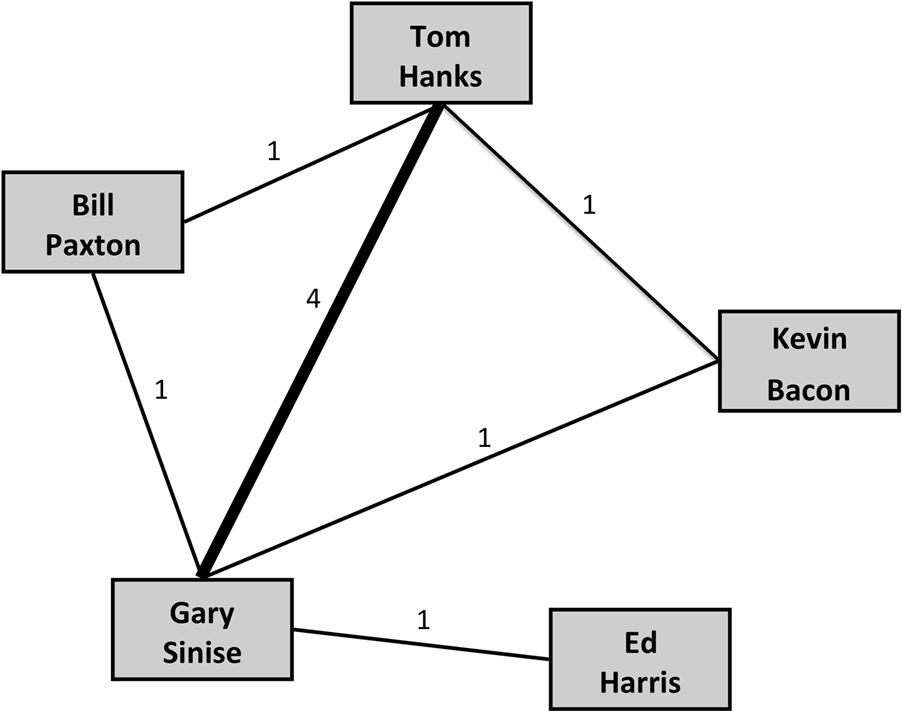 Tom
Hanks
1
Bill
Paxton
1
4
Kevin
Bacon
1
1
Gary
Sinise
1
Ed
Harris